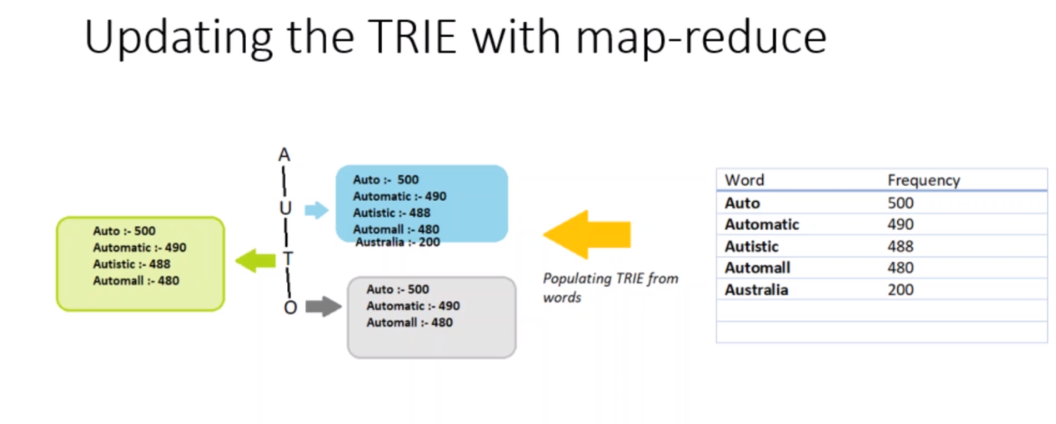 Updating the TRIE with map-reduce
A
U
T
O
Auto :- 500
Automatic :- 490
Autistic :- 488
Automall :- 480
Auto :- 500
Automatic :- 490
Autistic :- 488
Automall :- 480
Australia :- 200
Auto :- 500
Automatic :- 490
Automall :- 480
Populating TRIE from
words
Word Frequency
Auto 500
Automatic 490
Autistic 488
Automall 480
Australia 200